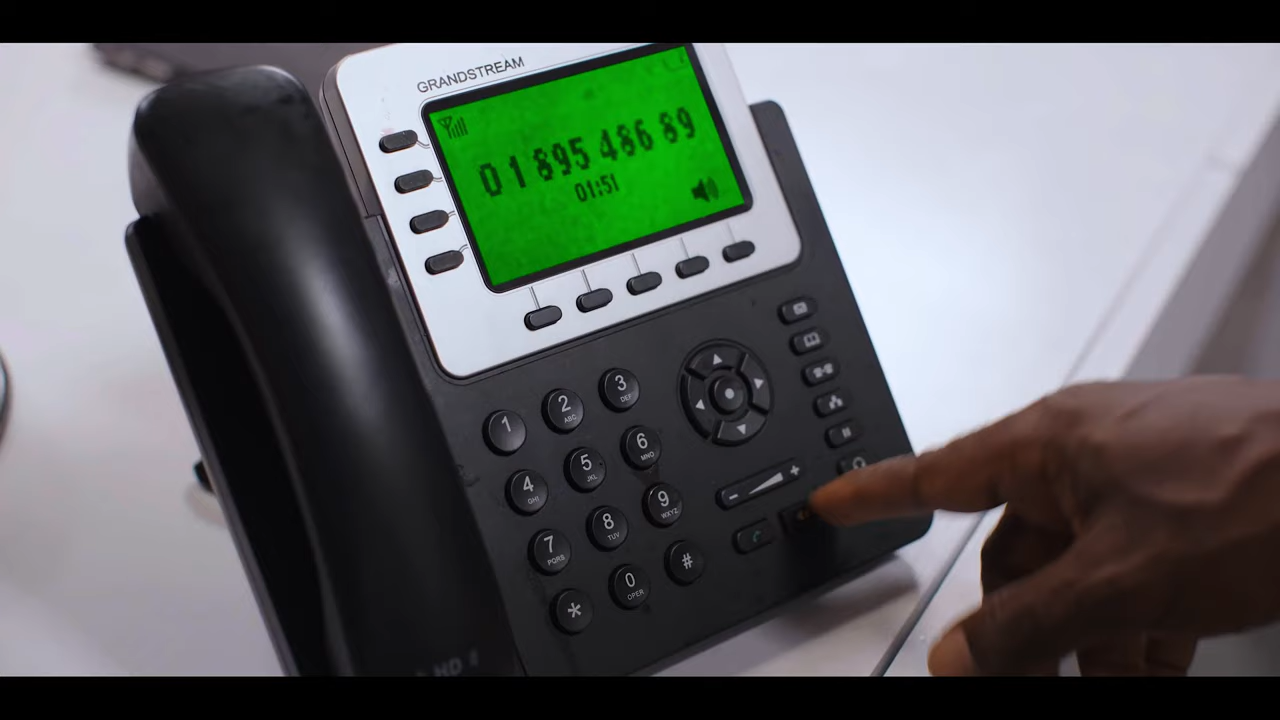 GRANDSTREAM
01 895 486 89
01:51
1
2
ABC
3
DEF
4
GHI
5
JKL
6
MNO
7
PQRS
8
TUV
9
WXYZ
*
0
OPER
#
- +
HD